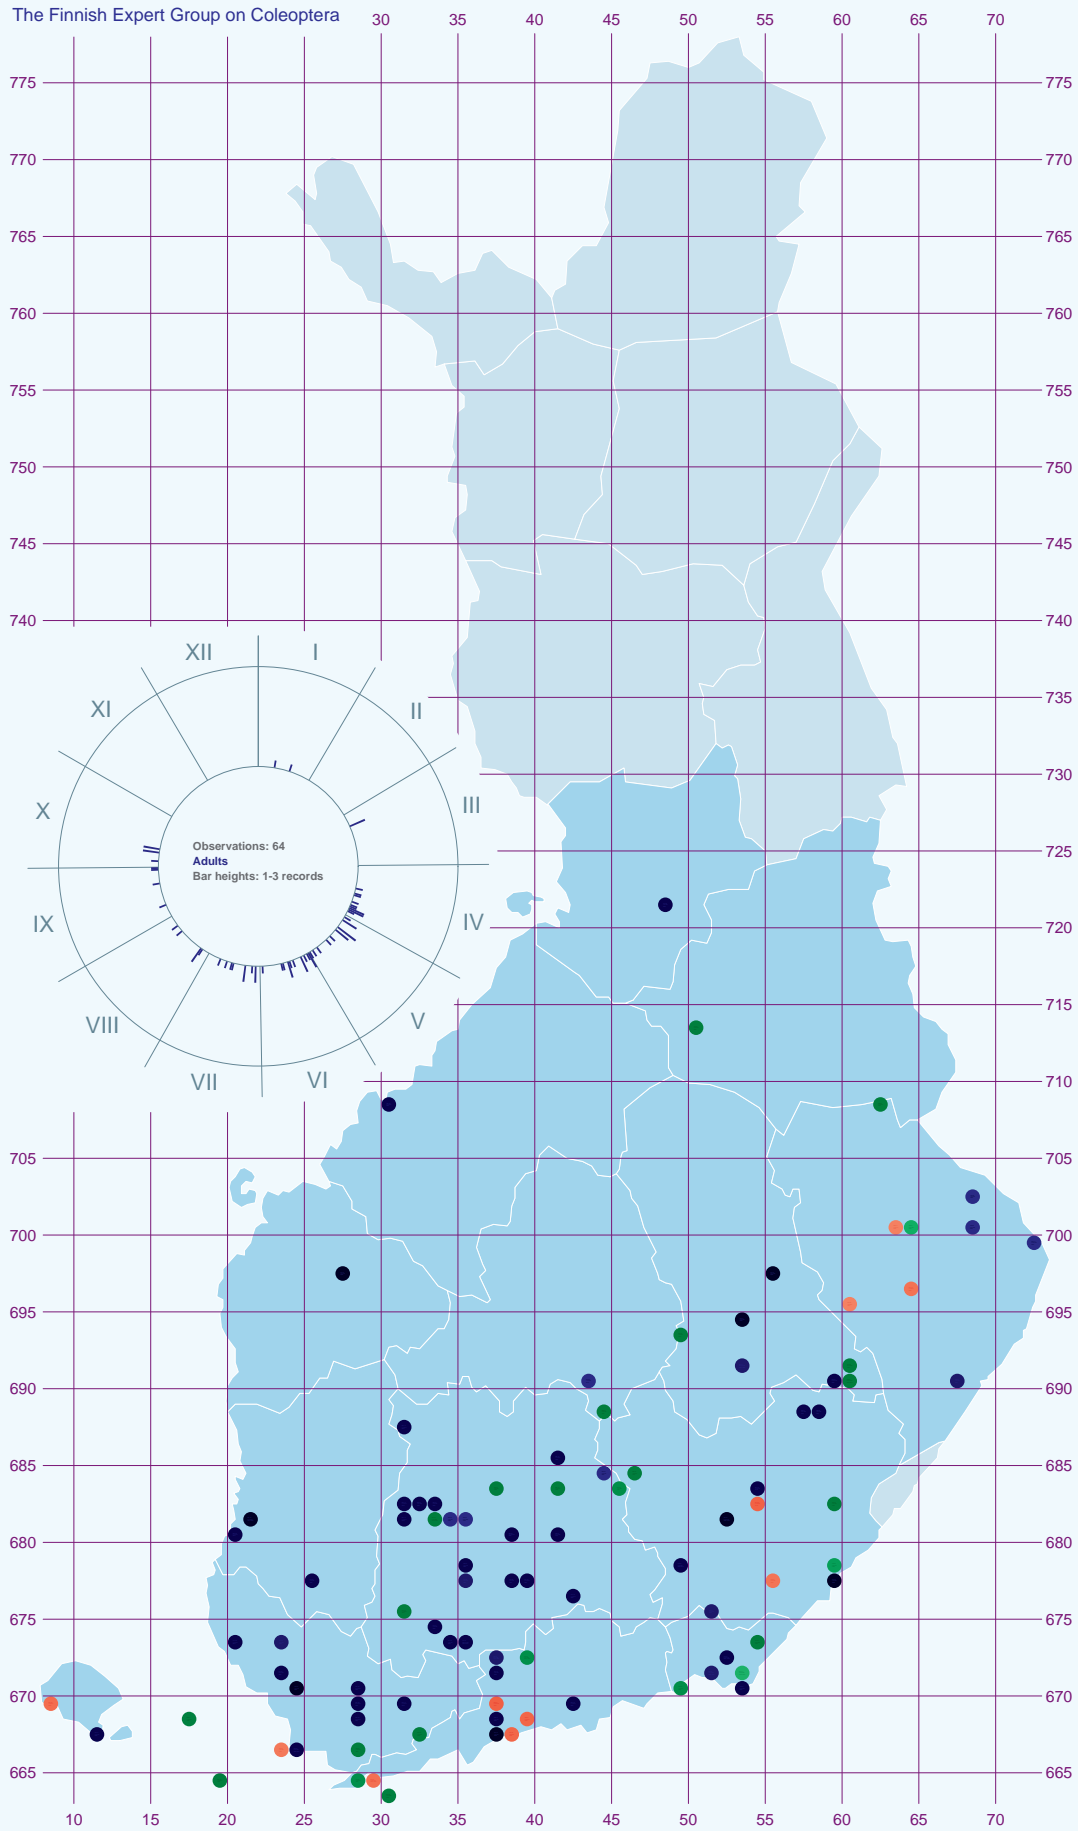 The Finnish Expert Group on Coleoptera
30 40 45 50 55 60 65 70
775 775
770 770
765 765
760 760
755 755
750 750
745 745
740 740
XII I
735
XI II
730
X III
Observations: 64
Adults
Bar heights: 1-3 records
725
IX IV
720
VIII V
715
VII VI
710
705 705
700 700
695 695
690 690
685 685
680 680
675 675
670 670
665 665
10 15 20 25 30 35 40 45 50 55 60 65 70